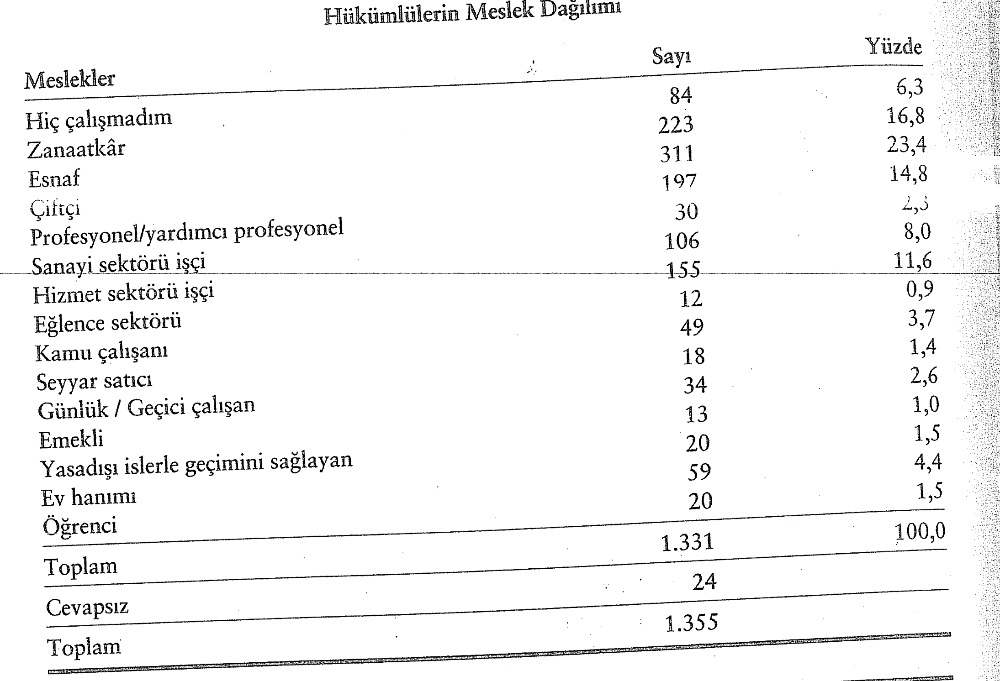 Hükümlülerin Meslek Dağılımı
Meslekler Sayı Yüzde
Hiç çalışmadım 84 6,3
Zanaatkâr 223 16,8
Esnaf 311 23,4
Çiftçi 197 14,8
Profesyonel/yardımcı profesyonel 30 2,3
Sanayi sektörü işçi 106 8,0
Hizmet sektörü işçi 155 11,6
Eğlence sektörü 12 0,9
Kamu çalışanı 49 3,7
Seyyar satıcı 18 1,4
Günlük / Geçici çalışan 34 2,6
Emekli 13 1,0
Yasadışı islerle geçimini sağlayan 20 1,5
Ev hanımı 59 4,4
Öğrenci 20 1,5
Toplam 1.331 100,0
Cevapsız 24
Toplam 1.355